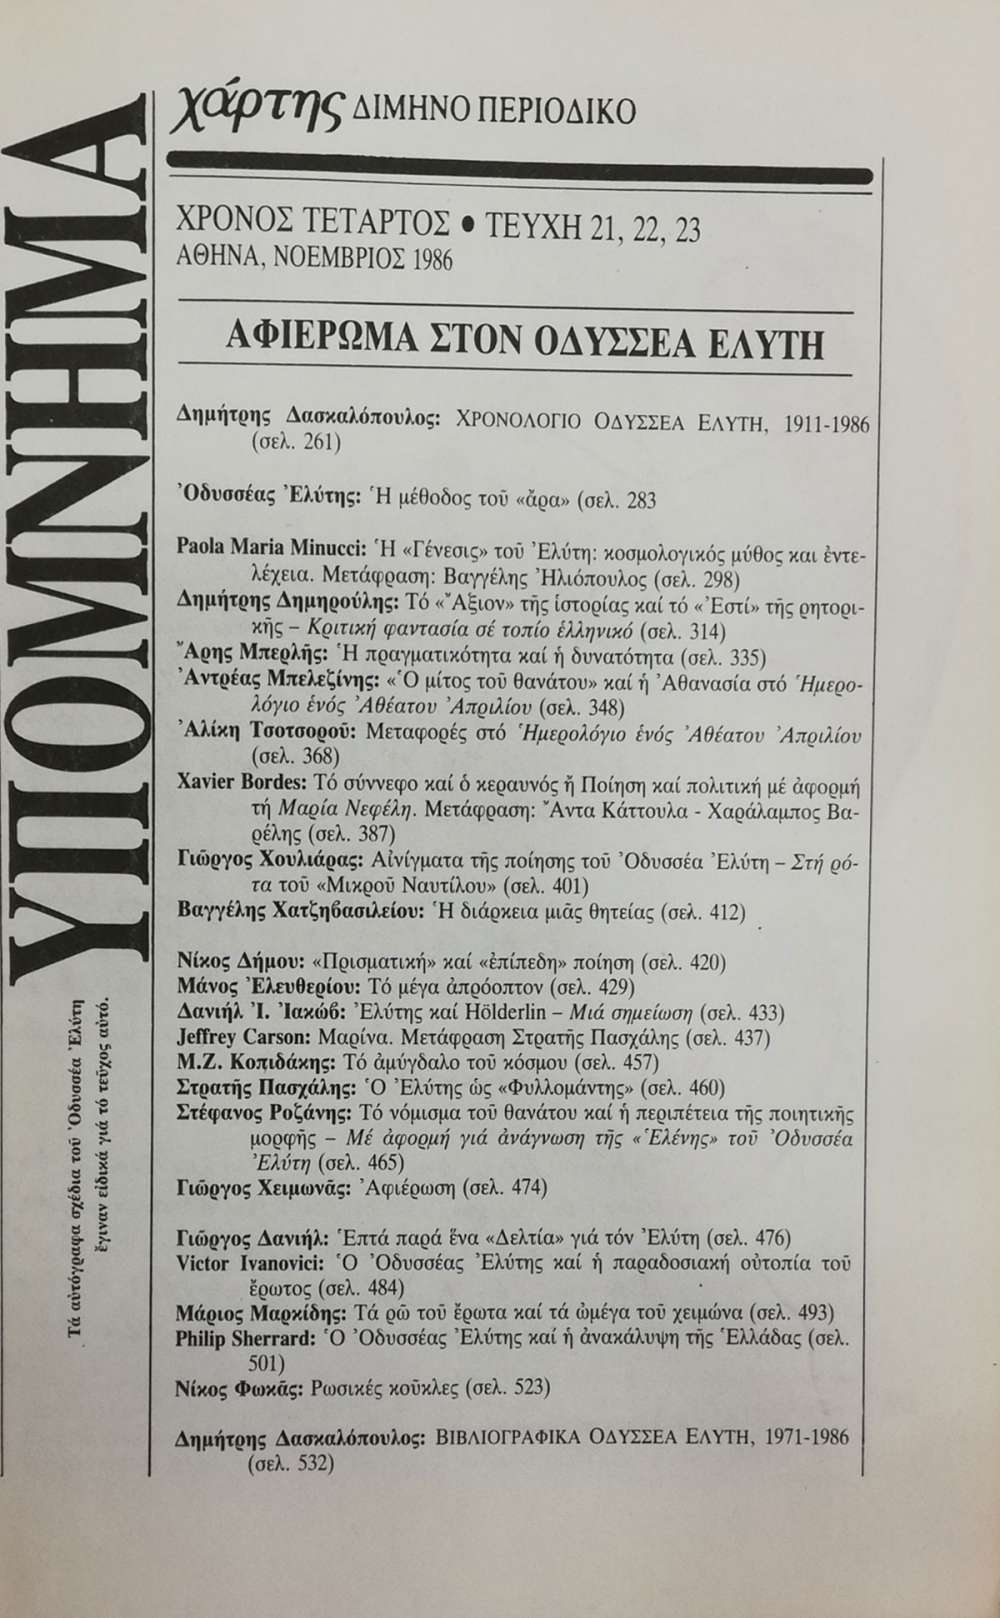 χάρτης ΔΙΜΗΝΟ ΠΕΡΙΟΔΙΚΟ
ΧΡΟΝΟΣ ΤΕΤΑΡΤΟΣ • ΤΕΥΧΗ 21, 22, 23
ΑΘΗΝΑ, ΝΟΕΜΒΡΙΟΣ 1986
ΑΦΙΕΡΩΜΑ ΣΤΟΝ ΟΔΥΣΣΕΑ ΕΛΥΤΗ
Δημήτρης Δασκαλόπουλος: ΧΡΟΝΟΛΟΓΙΟ ΟΔΥΣΣΕΑ ΕΛΥΤΗ, 1911-1986
(σελ. 261)
Ὀδυσσέας Ἐλύτης: Ἡ μέθοδος τοῦ «ἄρα» (σελ. 283
Paola Maria Minucci: Ἡ «Γένεσις» τοῦ Ἐλύτη: κοσμολογικός μύθος και ἐντε-
λέχεια. Μετάφραση: Βαγγέλης Ἠλιόπουλος (σελ. 298)
Δημήτρης Δημηρούλης: Τό «Ἄξιον» τῆς ἱστορίας καί τό «Ἐστί» τῆς ρητορι-
κῆς – Κριτική φαντασία σέ τοπίο ἑλληνικό (σελ. 314)
Ἄρης Μπερλῆς: Ἡ πραγματικότητα καί ἡ δυνατότητα (σελ. 335)
Ἀντρέας Μπελεζίνης: «Ὁ μίτος τοῦ θανάτου» καί ἡ Ἀθανασία στό Ἡμερο-
λόγιο ἑνός Ἀθέατου Ἀπριλίου (σελ. 348)
Ἀλίκη Τσοτσοροῦ: Μεταφορές στό Ἡμερολόγιο ἑνός Ἀθέατου Ἀπριλίου
(σελ. 368)
Xavier Bordes: Τό σύννεφο καί ὁ κεραυνός ἤ Ποίηση καί πολιτική μέ ἀφορμή
τή Μαρία Νεφέλη. Μετάφραση: Ἄντα Κάττουλα - Χαράλαμπος Βα-
ρέλης (σελ. 387)
Γιῶργος Χουλιάρας: Αἰνίγματα τῆς ποίησης τοῦ Ὀδυσσέα Ἐλύτη – Στή ρό-
τα τοῦ «Μικροῦ Ναυτίλου» (σελ. 401)
Βαγγέλης Χατζηβασιλείου: Ἡ διάρκεια μιᾶς θητείας (σελ. 412)
Νίκος Δήμου: «Πρισματική» καί «ἐπίπεδη» ποίηση (σελ. 420)
Μάνος Ἐλευθερίου: Τό μέγα ἀπρόοπτον (σελ. 429)
Δανιήλ Ἰ. Ἰακώβ: Ἐλύτης καί Hölderlin – Μιά σημείωση (σελ. 433)
Jeffrey Carson: Μαρίνα. Μετάφραση Στρατῆς Πασχάλης (σελ. 437)
Μ.Ζ. Κοπιδάκης: Τό ἀμύγδαλο τοῦ κόσμου (σελ. 457)
Στρατῆς Πασχάλης: Ὁ Ἐλύτης ὡς «Φυλλομάντης» (σελ. 460)
Στέφανος Ροζάνης: Τό νόμισμα τοῦ θανάτου καί ἡ περιπέτεια τῆς ποιητικῆς
μορφῆς – Μέ ἀφορμή γιά ἀνάγνωση τῆς «Ἑλένης» τοῦ Ὀδυσσέα
Ἐλύτη (σελ. 465)
Γιῶργος Χειμωνᾶς: Ἀφιέρωση (σελ. 474)
Γιῶργος Δανιήλ: Ἑπτά παρά ἕνα «Δελτία» γιά τόν Ἐλύτη (σελ. 476)
Victor Ivanovici: Ὁ Ὀδυσσέας Ἐλύτης καί ἡ παραδοσιακή οὐτοπία τοῦ
ἔρωτος (σελ. 484)
Μάριος Μαρκίδης: Τά ρῶ τοῦ ἔρωτα καί τά ὠμέγα τοῦ χειμώνα (σελ. 493)
Philip Sherrard: Ὁ Ὀδυσσέας Ἐλύτης καί ἡ ἀνακάλυψη τῆς Ἑλλάδας (σελ.
501)
Νίκος Φωκᾶς: Ρωσικές κοῦκλες (σελ. 523)
Δημήτρης Δασκαλόπουλος: ΒΙΒΛΙΟΓΡΑΦΙΚΑ ΟΔΥΣΣΕΑ ΕΛΥΤΗ, 1971-1986
(σελ. 532)
ΥΠΟΜΝΗΜΑ
Τά αὐτόγραφα σχέδια τοῦ Ὀδυσσέα Ἐλύτη
ἔγιναν εἰδικά γιά τό τεῦχος αὐτό.